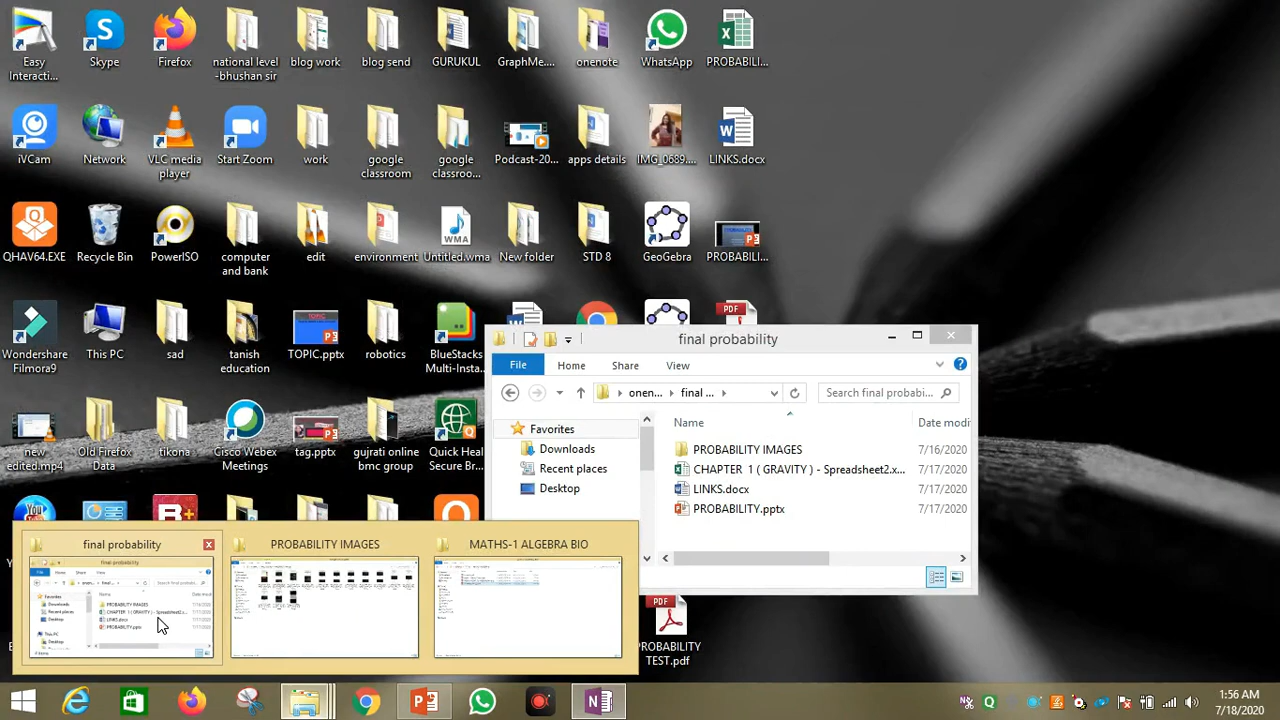 Easy Interacti...
Skype
Firefox
national level -bhushan sir
blog work
blog send
GURUKUL
GraphMe....
onenote
WhatsApp
PROBABILI...
iVCam
Network
VLC media player
Start Zoom
work
google classroom
google classroo...
Podcast-20...
apps details
IMG_0689....
LINKS.docx
QHAV64.EXE
Recycle Bin
PowerISO
computer and bank
edit
environment
Untitled.wma
New folder
STD 8
GeoGebra
PROBABILI...
Wondershare Filmora9
This PC
sad
tanish education
TOPIC.pptx
robotics
BlueStacks Multi-Insta...
PDF
final probability
File
Home
Share
View
onen...
final ...
Search final probabi...
Name
Date modi
Favorites
Downloads
Recent places
Desktop
PROBABILITY IMAGES
7/16/2020
CHAPTER 1 ( GRAVITY ) - Spreadsheet2.x...
7/17/2020
LINKS.docx
7/17/2020
PROBABILITY.pptx
7/17/2020
new edited.mp4
Old Firefox Data
tikona
Cisco Webex Meetings
tag.pptx
gujrati online bmc group
Quick Heal Secure Br...
final probability
PROBABILITY IMAGES
MATHS-1 ALGEBRA BIO
PDF
PROBABILITY TEST.pdf
1:56 AM
7/18/2020